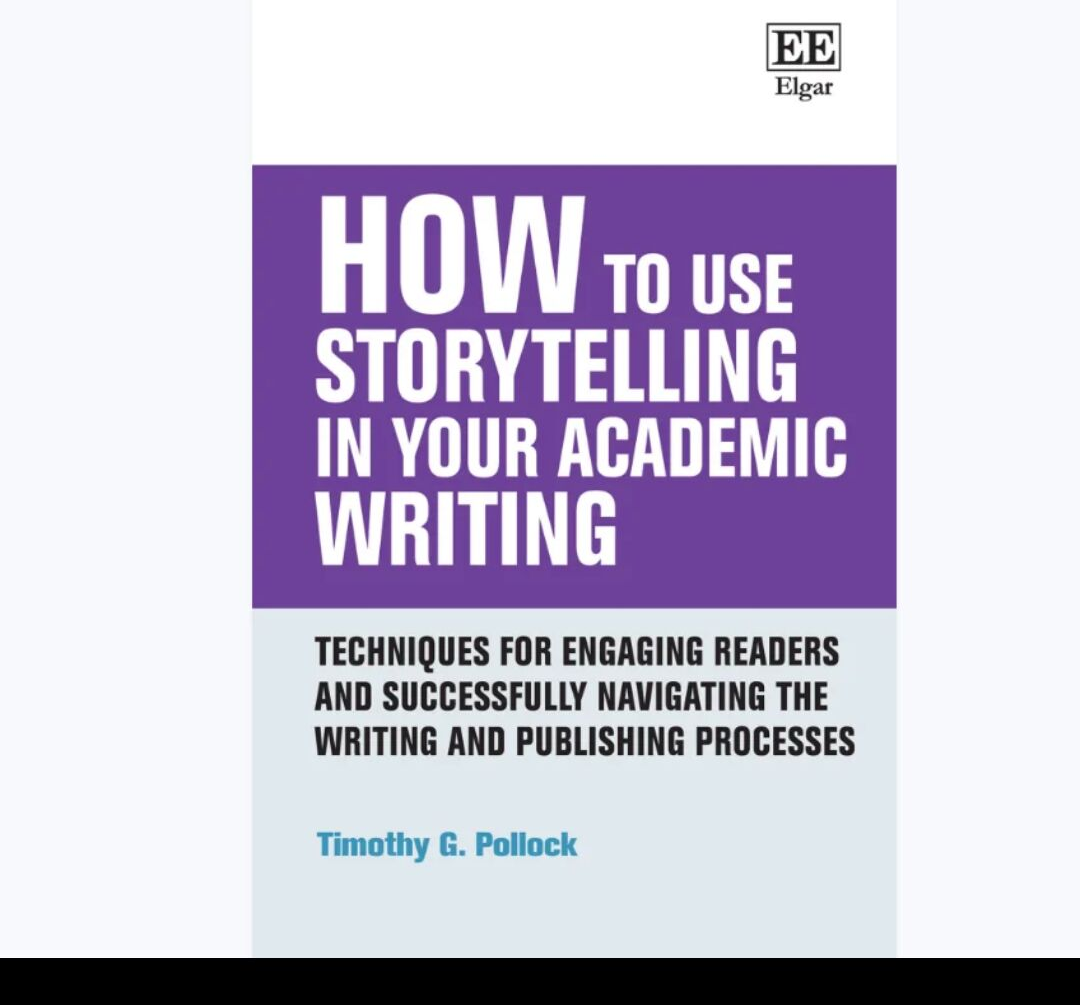 EE
Elgar
HOW TO USE
STORYTELLING
IN YOUR ACADEMIC
WRITING
TECHNIQUES FOR ENGAGING READERS
AND SUCCESSFULLY NAVIGATING THE
WRITING AND PUBLISHING PROCESSES
Timothy G. Pollock